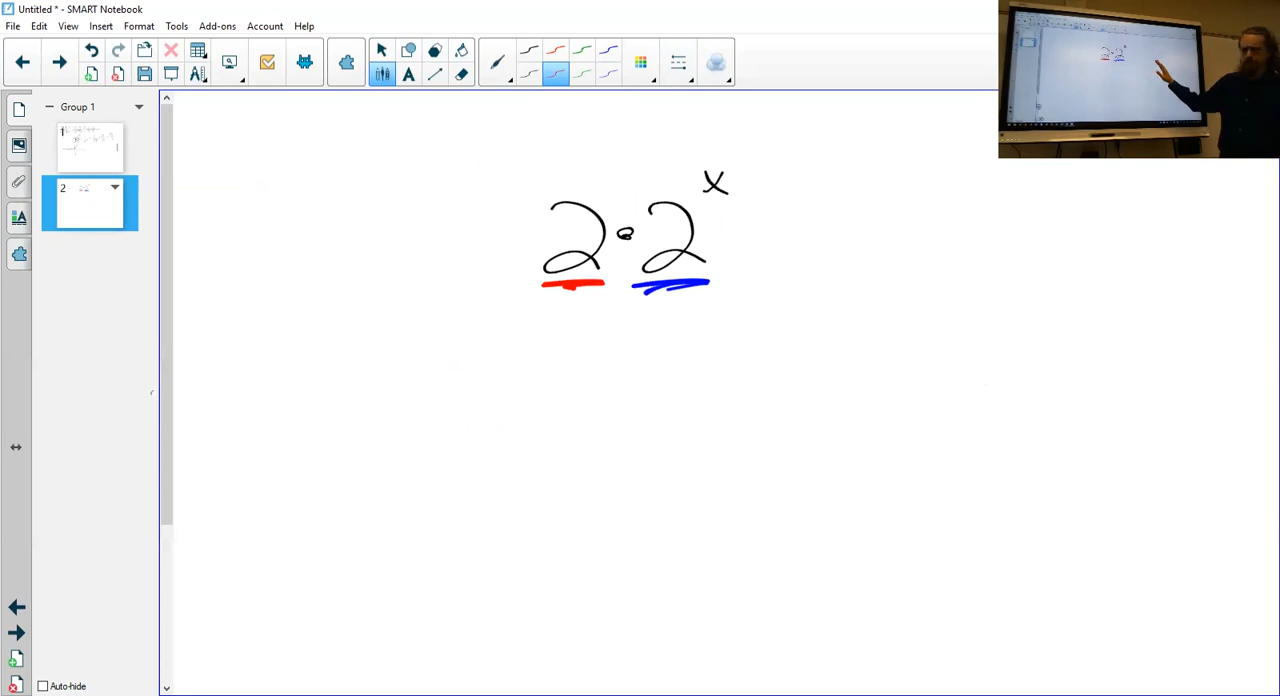 Untitled * - SMART Notebook
File Edit View Insert Format Tools Add-ons Account Help
Group 1
1
2
2 · 2^x
Auto-hide